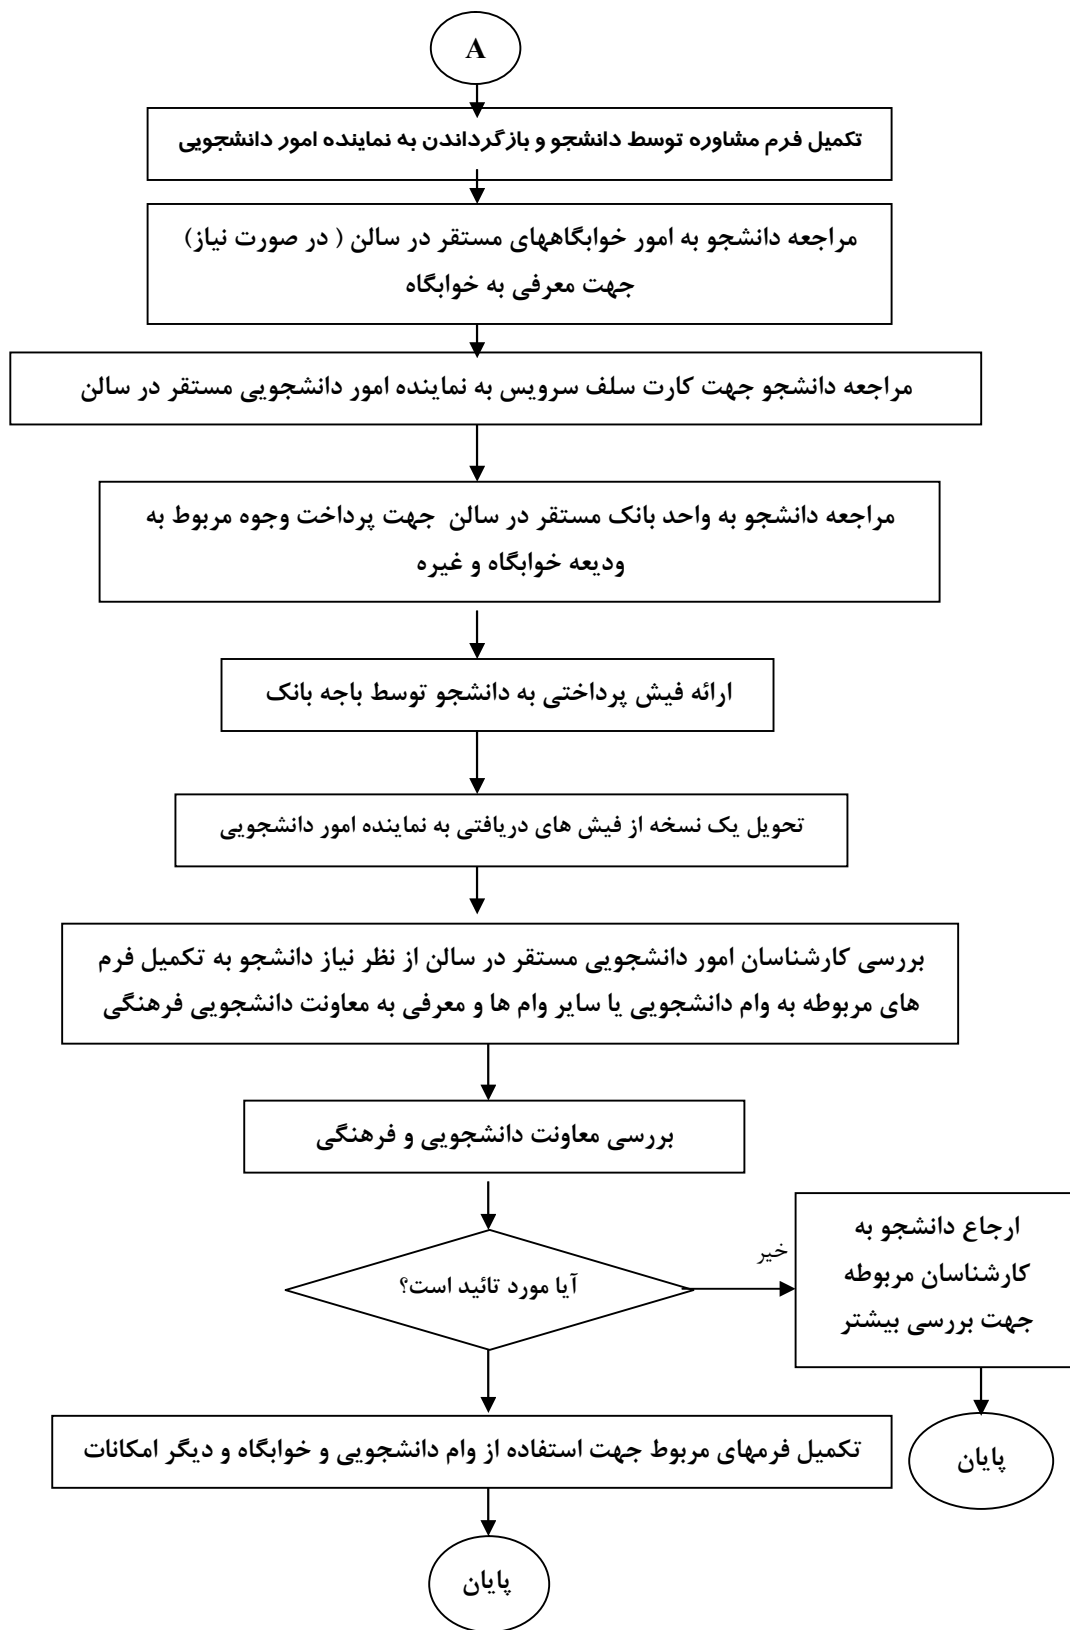 A
تکمیل فرم مشاوره توسط دانشجو و بازگرداندن به نماینده امور دانشجویی
مراجعه دانشجو به امور خوابگاههای مستقر در سالن ( در صورت نیاز)
جهت معرفی به خوابگاه
مراجعه دانشجو جهت کارت سلف سرویس به نماینده امور دانشجویی مستقر در سالن
مراجعه دانشجو به واحد بانک مستقر در سالن جهت پرداخت وجوه مربوط به
ودیعه خوابگاه و غیره
ارائه فیش پرداختی به دانشجو توسط باجه بانک
تحویل یک نسخه از فیش های دریافتی به نماینده امور دانشجویی
بررسی کارشناسان امور دانشجویی مستقر در سالن از نظر نیاز دانشجو به تکمیل فرم
های مربوطه به وام دانشجویی یا سایر وام ها و معرفی به معاونت دانشجویی فرهنگی
بررسی معاونت دانشجویی و فرهنگی
آیا مورد تائید است؟
خیر
ارجاع دانشجو به
کارشناسان مربوطه
جهت بررسی بیشتر
تکمیل فرمهای مربوط جهت استفاده از وام دانشجویی و خوابگاه و دیگر امکانات
پایان
پایان